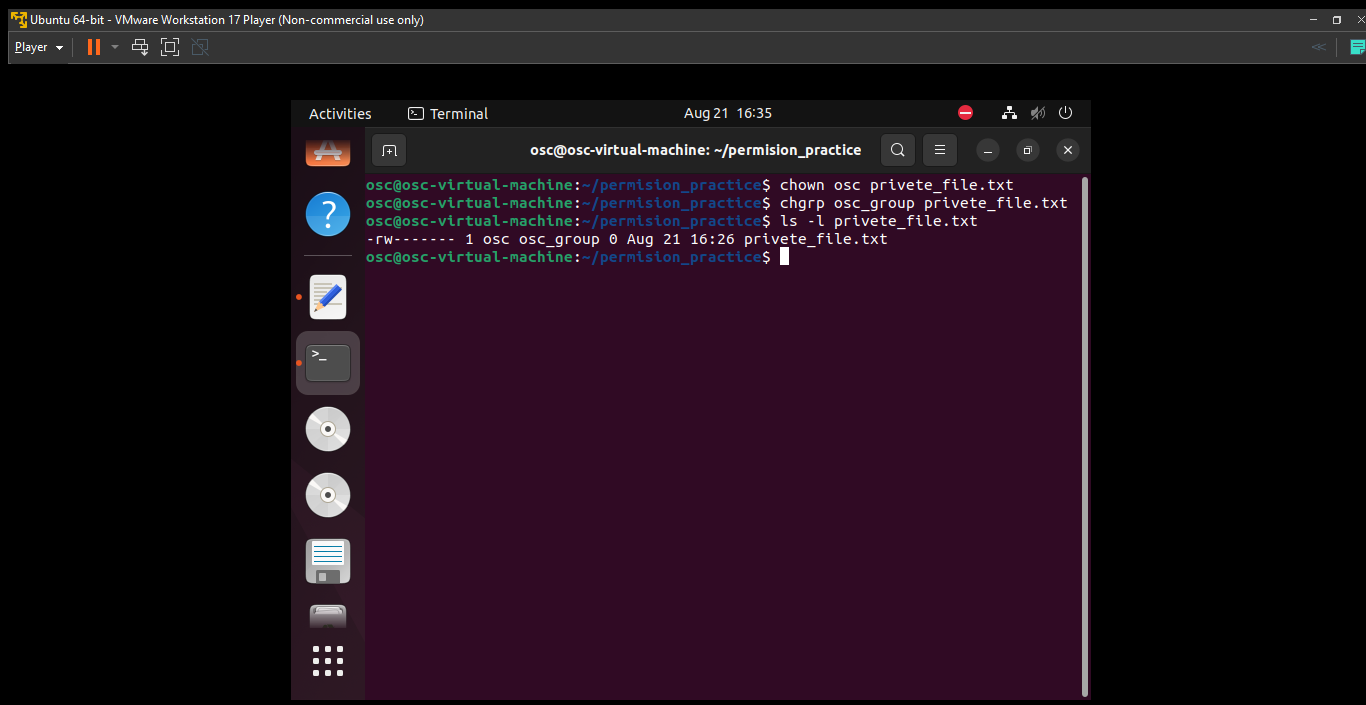 Ubuntu 64-bit - VMware Workstation 17 Player (Non-commercial use only)
Player
Activities Terminal Aug 21 16:35
osc@osc-virtual-machine: ~/permision_practice
osc@osc-virtual-machine:~/permision_practice$ chown osc privete_file.txt
osc@osc-virtual-machine:~/permision_practice$ chgrp osc_group privete_file.txt
osc@osc-virtual-machine:~/permision_practice$ ls -l privete_file.txt
-rw------- 1 osc osc_group 0 Aug 21 16:26 privete_file.txt
osc@osc-virtual-machine:~/permision_practice$